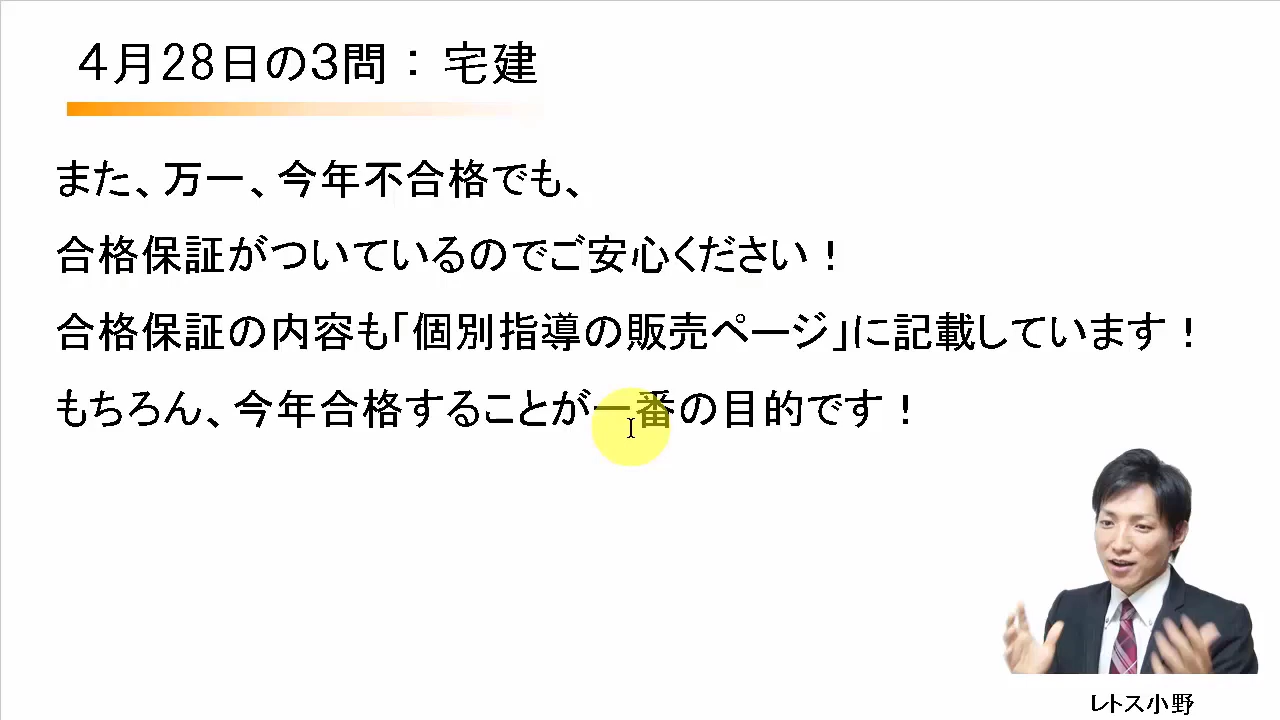 ４月28日の３問：宅建
また、万一、今年不合格でも、
合格保証がついているのでご安心ください！
合格保証の内容も「個別指導の販売ページ」に記載しています！
もちろん、今年合格することが一番の目的です！
レトス小野